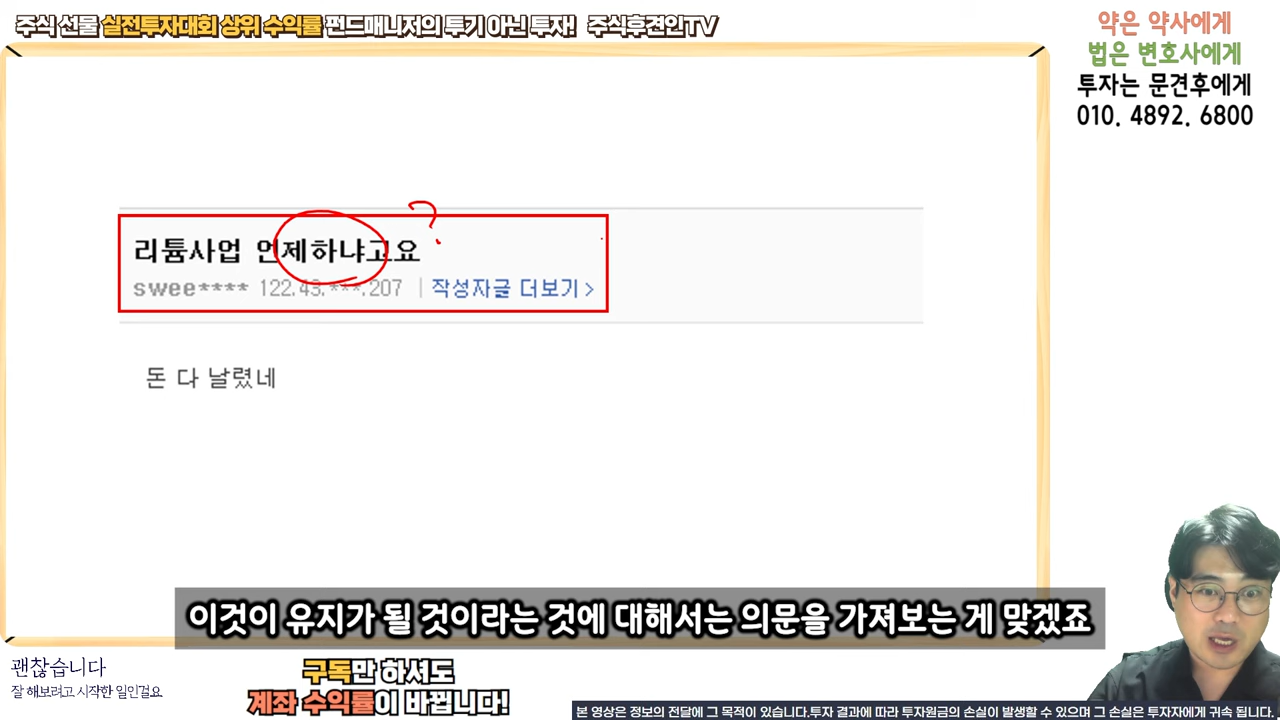 주식 선물 실전투자대회 상위 수익률 펀드매니저의 투기 아닌 투자! 주식후견인TV
약은 약사에게
법은 변호사에게
투자는 문견후에게
010. 4892. 6800
?
리튬사업 언제하냐고요
swee**** 122.43.***.207 | 작성자글 더보기 >
돈 다 날렸네
이것이 유지가 될 것이라는 것에 대해서는 의문을 가져보는 게 맞겠죠
괜찮습니다
잘 해보려고 시작한 일인걸요
구독만 하셔도
계좌 수익률이 바뀝니다!
본 영상은 정보의 전달에 그 목적이 있습니다.투자 결과에 따라 투자원금의 손실이 발생할 수 있으며 그 손실은 투자자에게 귀속 됩니다.